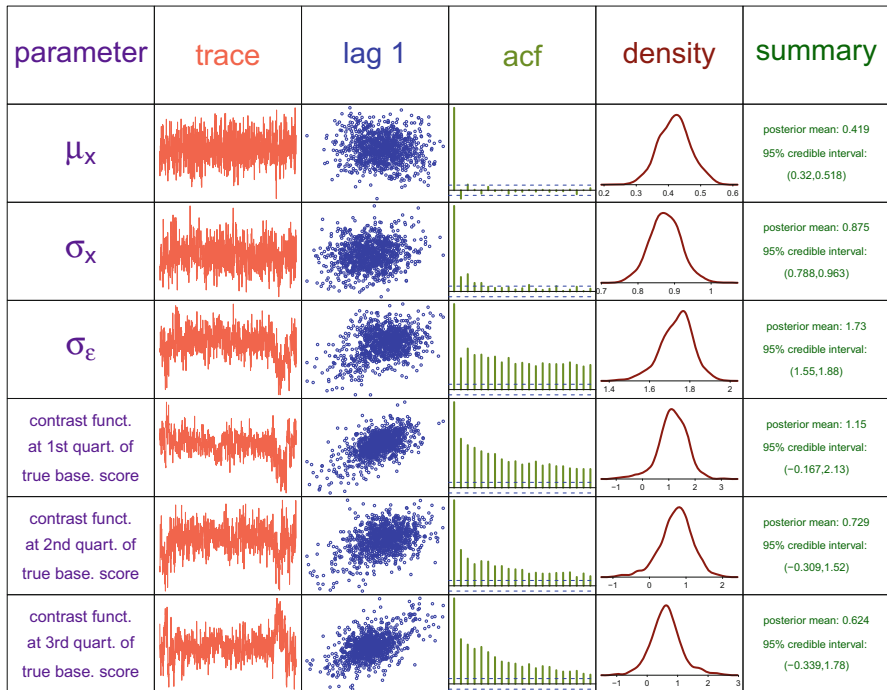 parameter trace lag 1 acf density summary
μx
0.2 0.3 0.4 0.5 0.6
posterior mean: 0.419
95% credible interval:
(0.32,0.518)
σx
0.7 0.8 0.9 1
posterior mean: 0.875
95% credible interval:
(0.788,0.963)
σε
1.4 1.6 1.8 2
posterior mean: 1.73
95% credible interval:
(1.55,1.88)
contrast funct.
at 1st quart. of
true base. score
−1 0 1 2 3
posterior mean: 1.15
95% credible interval:
(−0.167,2.13)
contrast funct.
at 2nd quart. of
true base. score
−1 0 1 2
posterior mean: 0.729
95% credible interval:
(−0.309,1.52)
contrast funct.
at 3rd quart. of
true base. score
−1 0 1 2 3
posterior mean: 0.624
95% credible interval:
(−0.339,1.78)